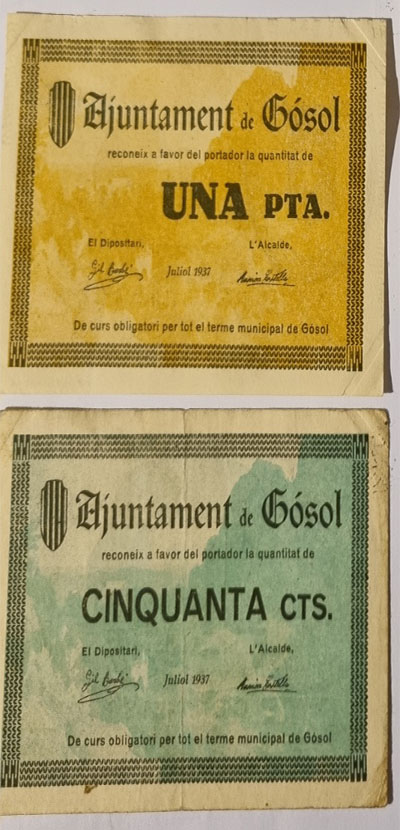 Ajuntament de Gósol
reconeix a favor del portador la quantitat de
UNA PTA.
El Dipositari, L'Alcalde,
Juliol 1937
De curs obligatori per tot el terme municipal de Gósol
Ajuntament de Gósol
reconeix a favor del portador la quantitat de
CINQUANTA CTS.
El Dipositari, L'Alcalde,
Juliol 1937
De curs obligatori per tot el terme municipal de Gósol